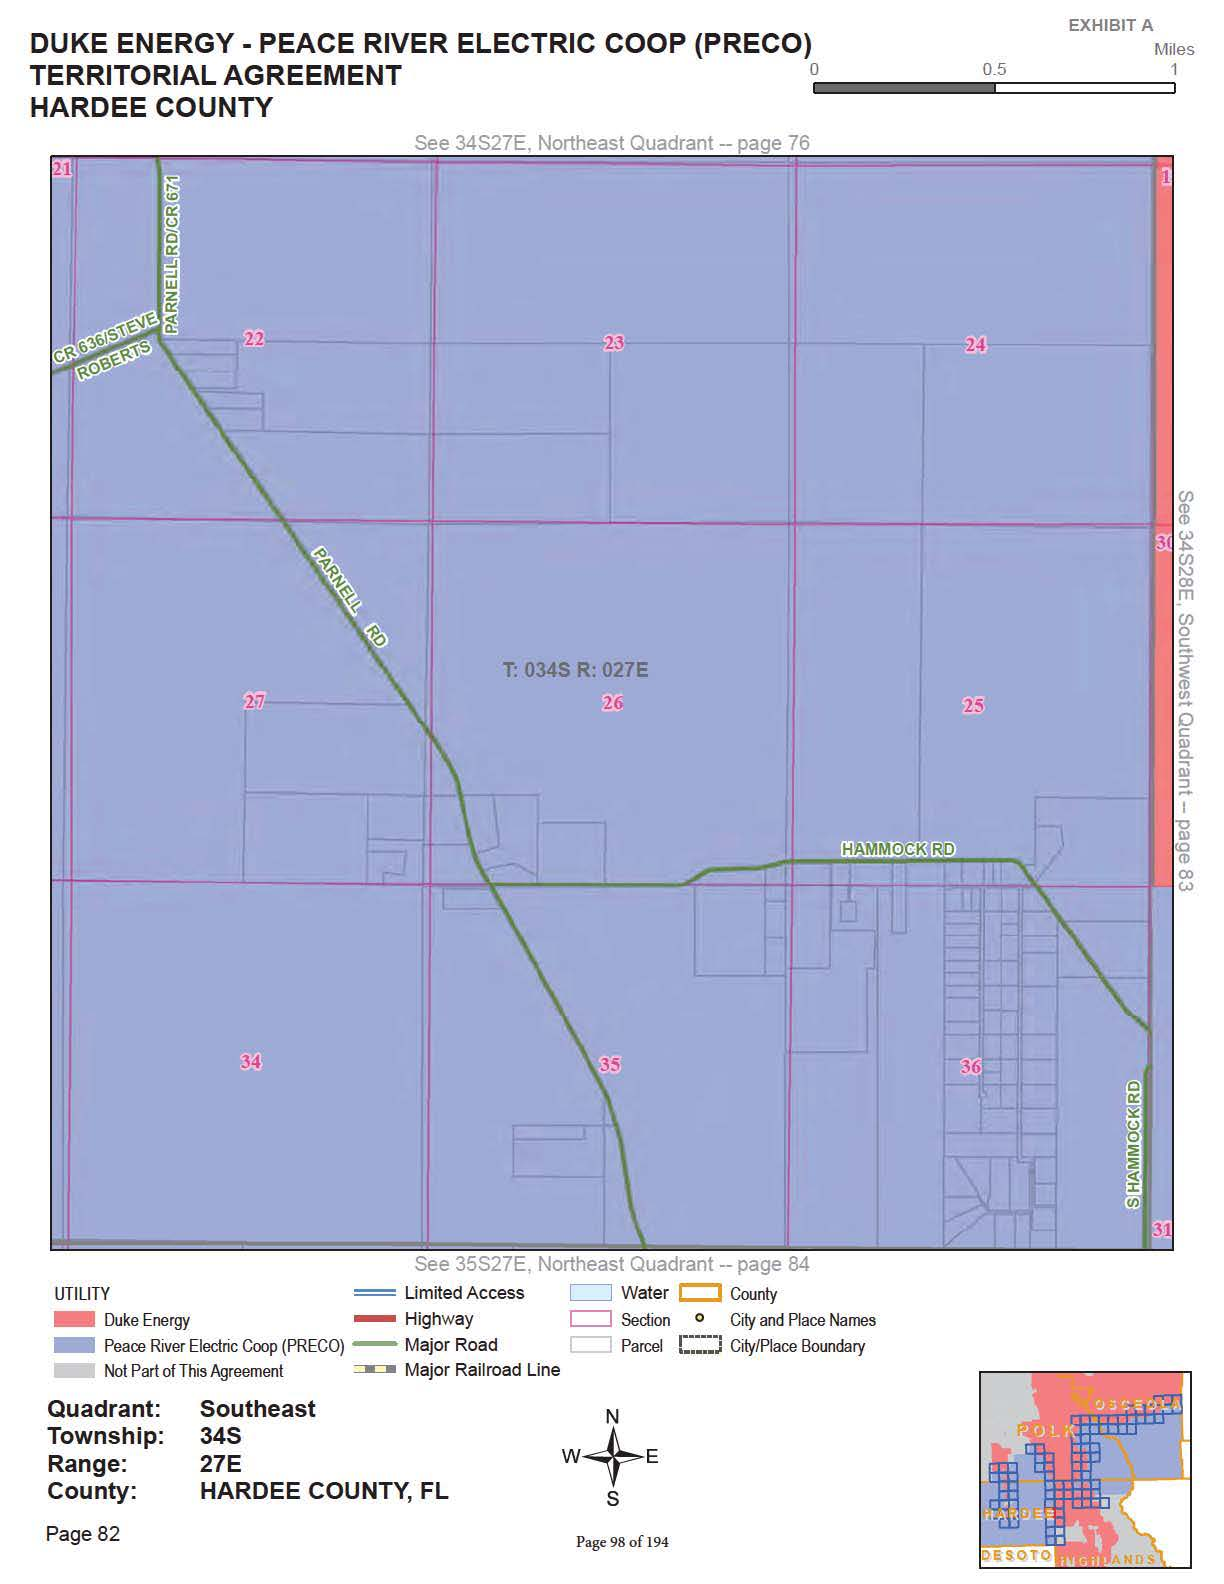 EXHIBIT A
DUKE ENERGY - PEACE RIVER ELECTRIC COOP (PRECO)
TERRITORIAL AGREEMENT
HARDEE COUNTY
Miles
0 0.5 1
See 34S27E, Northeast Quadrant -- page 76
21
1
PARNELL RD/CR 671
CR 636/STEVE
ROBERTS
22
23
24
30
PARNELL RD
See 34S28E, Southwest Quadrant -- page 83
T: 034S R: 027E
27
26
25
HAMMOCK RD
34
35
36
S HAMMOCK RD
31
See 35S27E, Northeast Quadrant -- page 84
UTILITY
Duke Energy
Peace River Electric Coop (PRECO)
Not Part of This Agreement
Limited Access
Highway
Major Road
Major Railroad Line
Water
Section
Parcel
County
City and Place Names
City/Place Boundary
Quadrant: Southeast
Township: 34S
Range: 27E
County: HARDEE COUNTY, FL
Page 82
N
W E
S
Page 98 of 194
OSCEOLA
POLK
HARDEE
DESOTO
HIGHLANDS